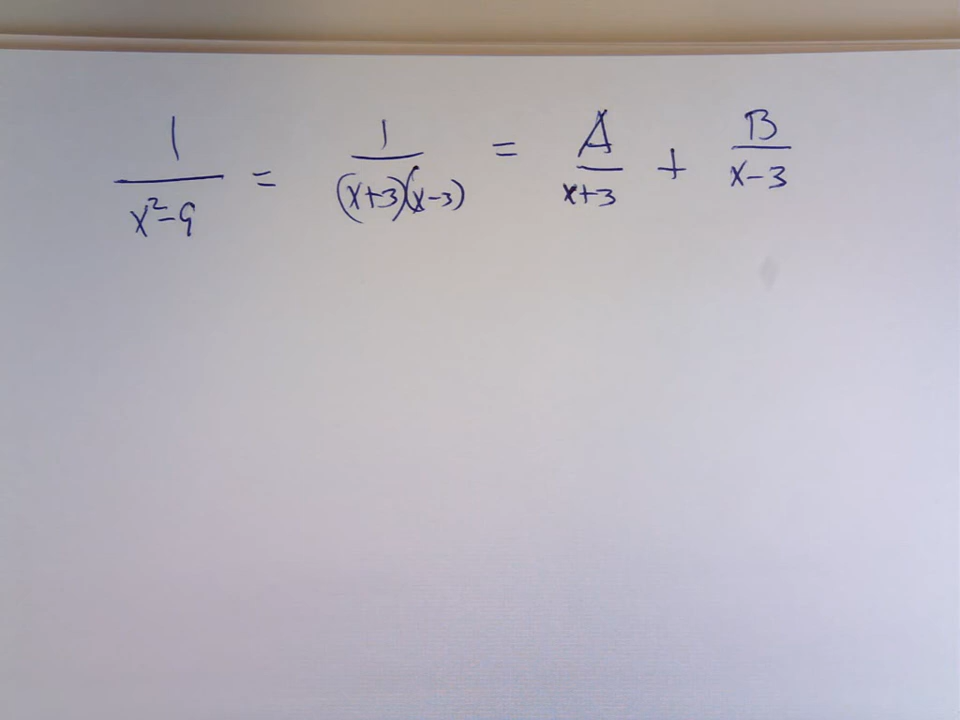 1/(x²-9) = 1/((x+3)(x-3)) = A/(x+3) + B/(x-3)